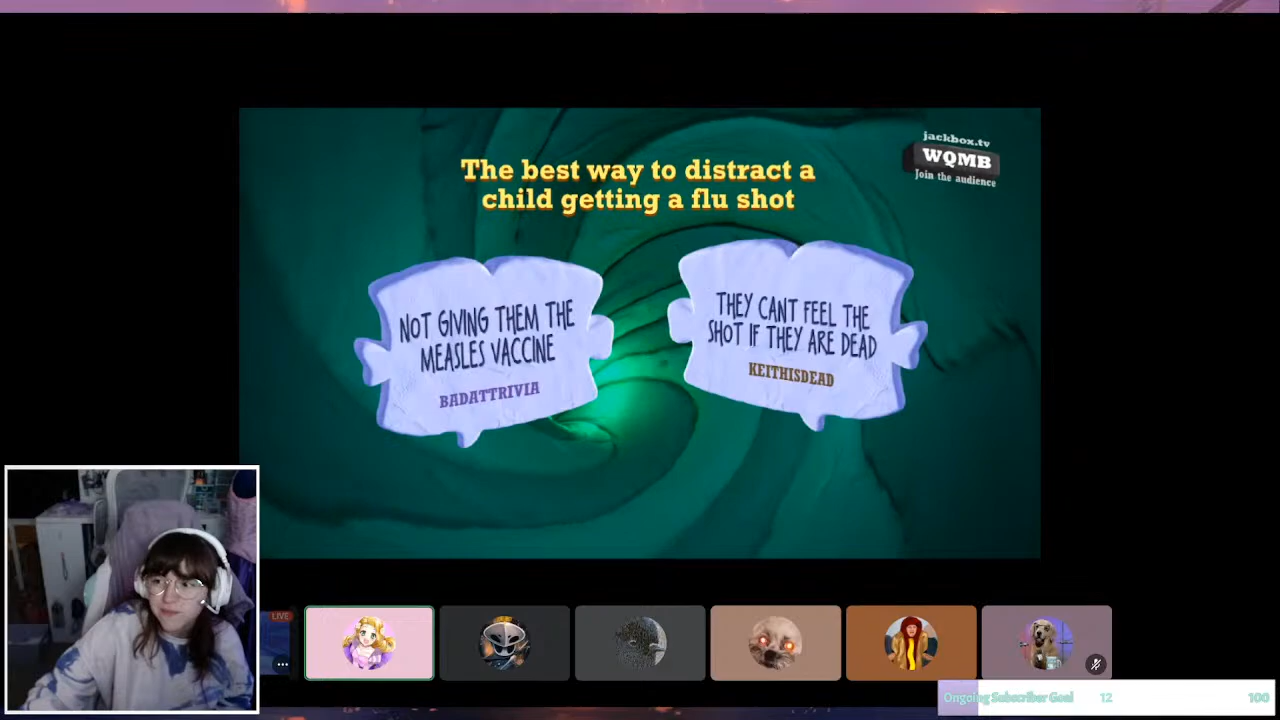 jackbox.tv
WQMB
Join the audience
The best way to distract a
child getting a flu shot
NOT GIVING THEM THE
MEASLES VACCINE
BADATTRIVIA
THEY CANT FEEL THE
SHOT IF THEY ARE DEAD
KEITHISDEAD
LIVE
Ongoing Subscriber Goal 12 100